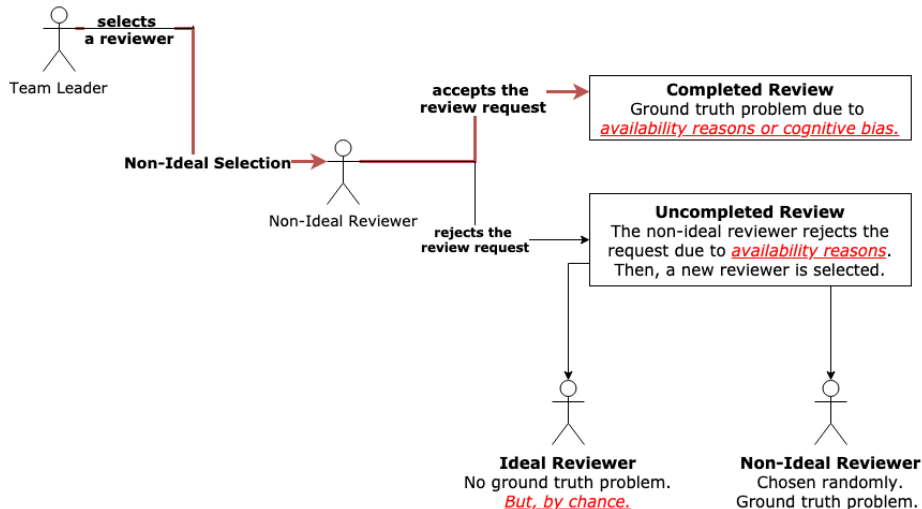 selects
a reviewer
Team Leader
Non-Ideal Selection
Non-Ideal Reviewer
accepts the
review request
Completed Review
Ground truth problem due to
availability reasons or cognitive bias.
rejects the
review request
Uncompleted Review
The non-ideal reviewer rejects the
request due to availability reasons.
Then, a new reviewer is selected.
Ideal Reviewer
No ground truth problem.
But, by chance.
Non-Ideal Reviewer
Chosen randomly.
Ground truth problem.